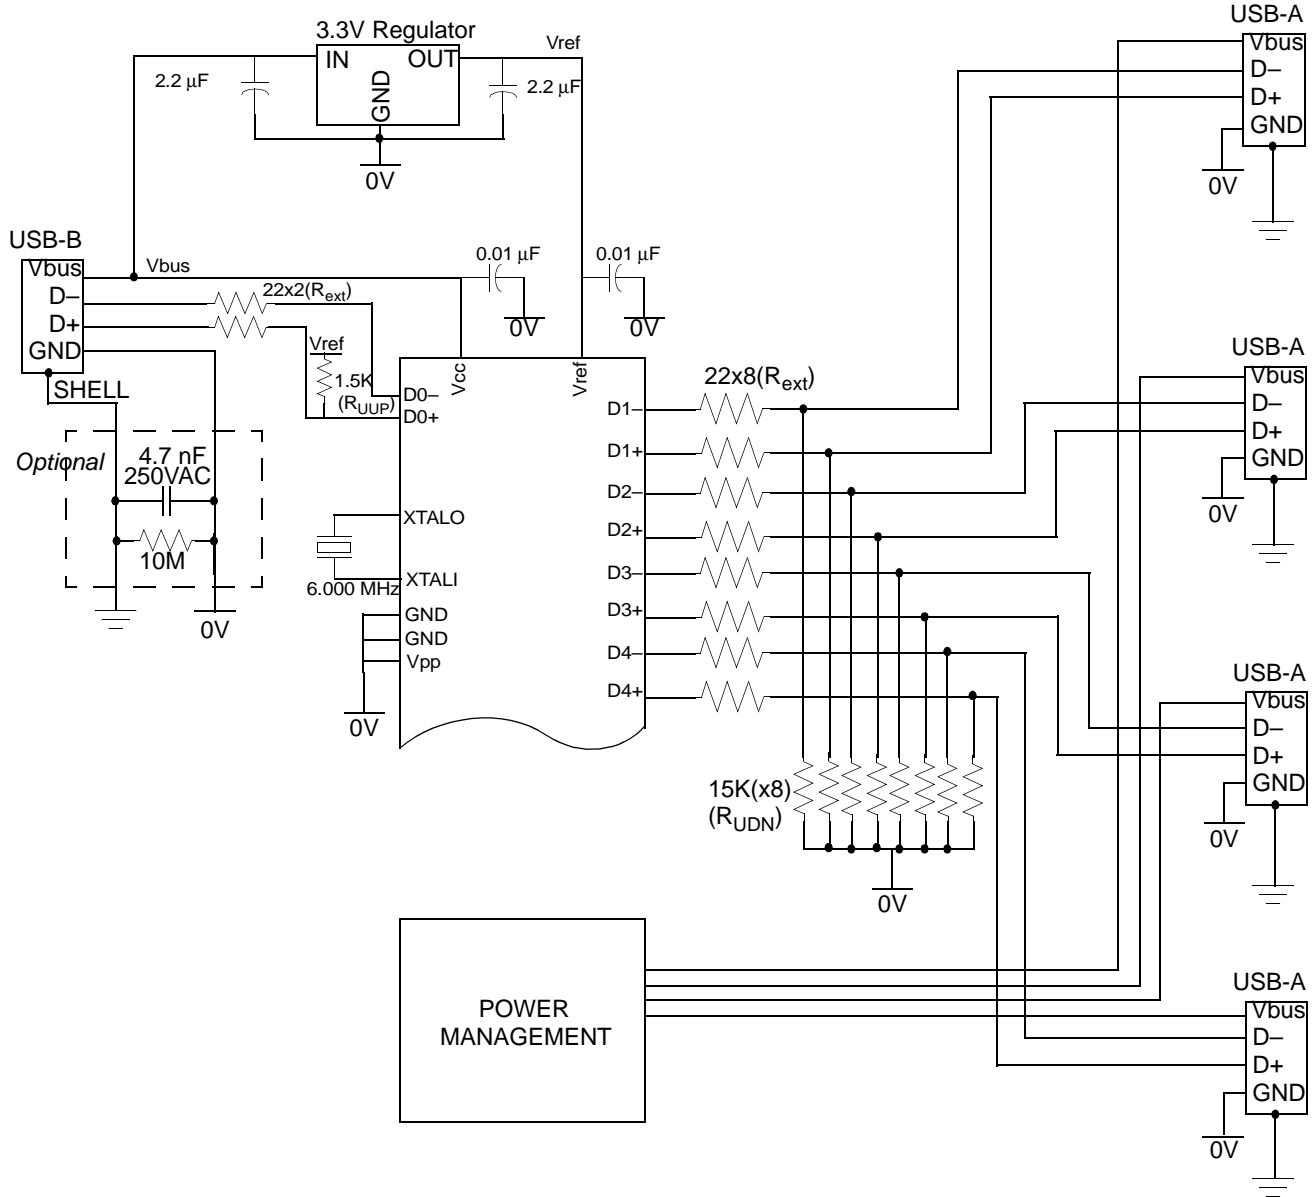 3.3V Regulator
IN
OUT
GND
Vref
2.2 µF
2.2 µF
0V
USB-B
Vbus
D–
D+
GND
SHELL
Vbus
22x2(Rext)
0.01 µF
0V
0.01 µF
0V
Vref
1.5K
(RUUP)
Optional
4.7 nF
250VAC
10M
0V
6.000 MHz
0V
Vcc
Vref
D0–
D0+
XTALO
XTALI
GND
GND
Vpp
D1–
D1+
D2–
D2+
D3–
D3+
D4–
D4+
22x8(Rext)
15K(x8)
(RUDN)
0V
POWER
MANAGEMENT
USB-A
Vbus
D–
D+
GND
0V
USB-A
Vbus
D–
D+
GND
0V
USB-A
Vbus
D–
D+
GND
0V
USB-A
Vbus
D–
D+
GND
0V